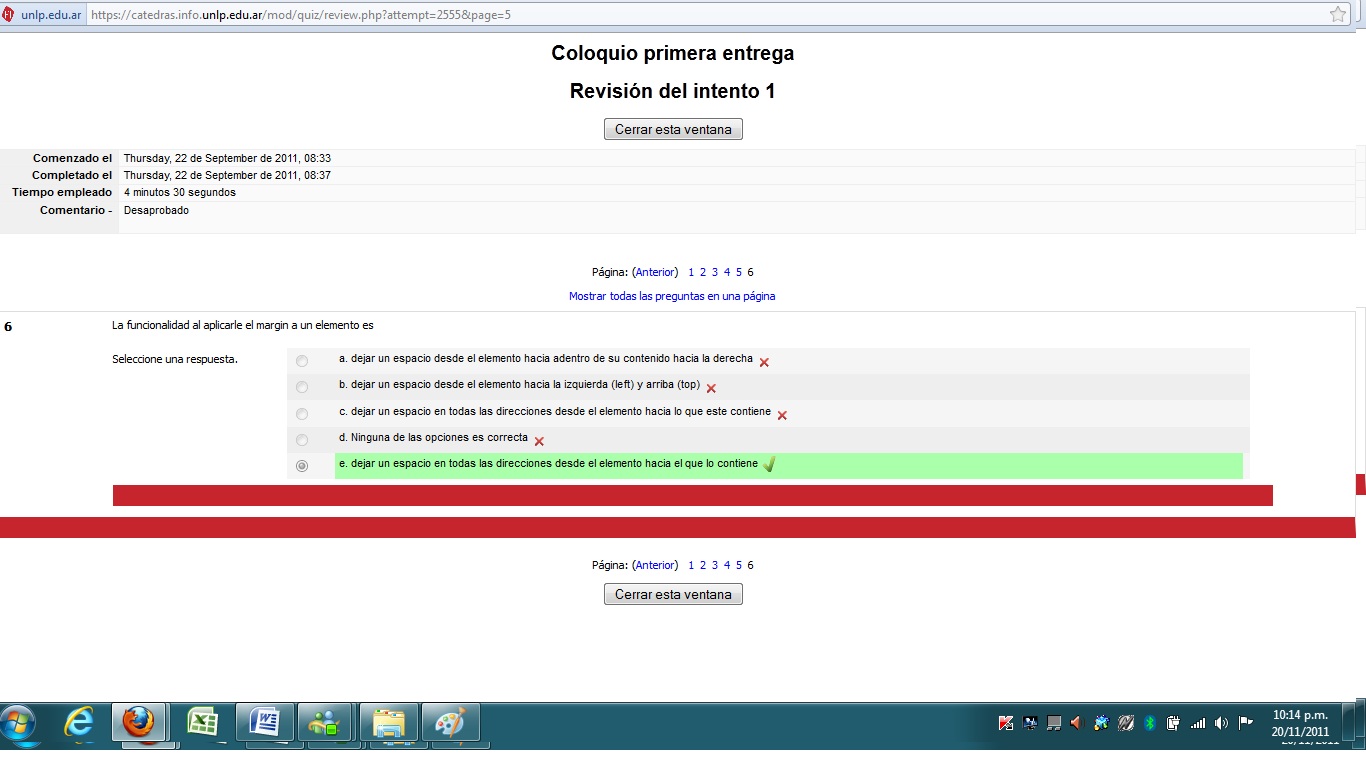 unlp.edu.ar https://catedras.info.unlp.edu.ar/mod/quiz/review.php?attempt=2555&page=5
Coloquio primera entrega
Revisión del intento 1
Cerrar esta ventana
Comenzado el Thursday, 22 de September de 2011, 08:33
Completado el Thursday, 22 de September de 2011, 08:37
Tiempo empleado 4 minutos 30 segundos
Comentario - Desaprobado
Página: (Anterior) 1 2 3 4 5 6
Mostrar todas las preguntas en una página
6 La funcionalidad al aplicarle el margin a un elemento es
Seleccione una respuesta.
a. dejar un espacio desde el elemento hacia adentro de su contenido hacia la derecha
b. dejar un espacio desde el elemento hacia la izquierda (left) y arriba (top)
c. dejar un espacio en todas las direcciones desde el elemento hacia lo que este contiene
d. Ninguna de las opciones es correcta
e. dejar un espacio en todas las direcciones desde el elemento hacia el que lo contiene
Página: (Anterior) 1 2 3 4 5 6
Cerrar esta ventana
10:14 p.m.
20/11/2011